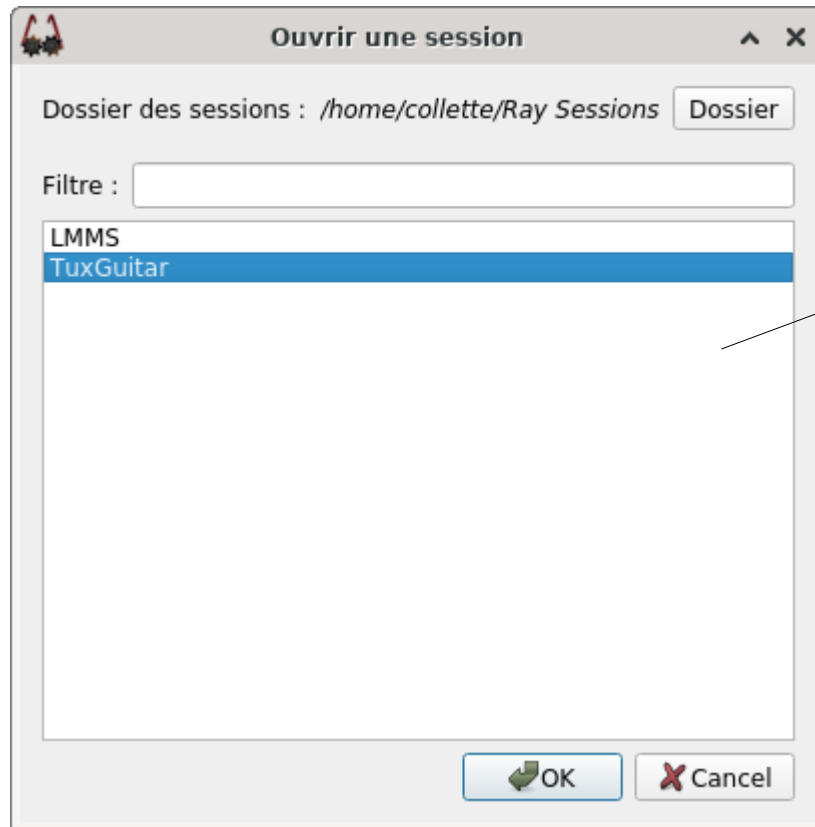 Ouvrir une session
Dossier des sessions : /home/collette/Ray Sessions Dossier
Filtre :
LMMS
TuxGuitar
OK Cancel